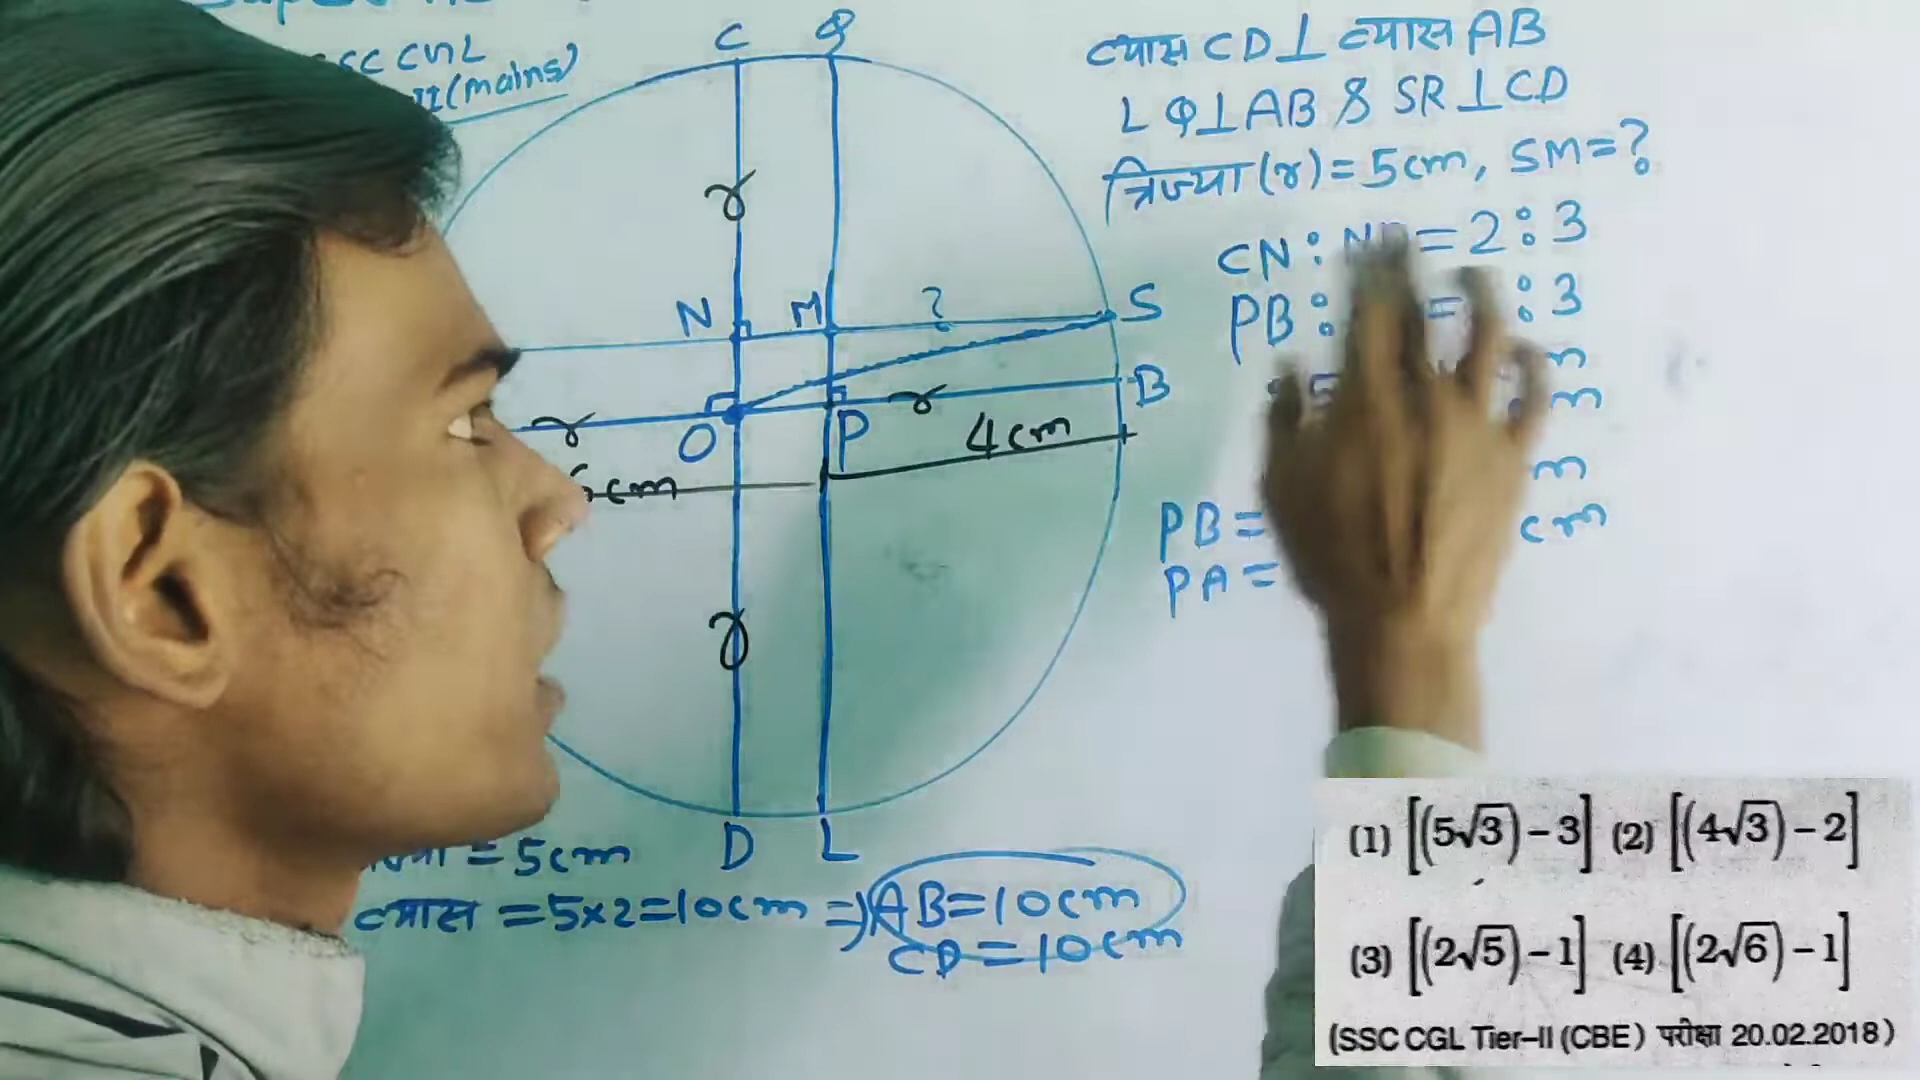 SSC CGL
II (mains)
C Q
व्यास CD ⊥ व्यास AB
LQ ⊥ AB & SR ⊥ CD
त्रिज्या (r) = 5cm, SM = ?
CN : = 2 : 3
PB : = : 3
r
N M ? S
r O P r B
4cm
cm
m
m
m
PB = cm
PA =
r
D L
= 5cm
व्यास = 5×2 = 10cm ⇒ AB = 10cm
CD = 10cm
(1) [(5√3) – 3] (2) [(4√3) – 2]
(3) [(2√5) – 1] (4) [(2√6) – 1]
(SSC CGL Tier–II (CBE) परीक्षा 20.02.2018)